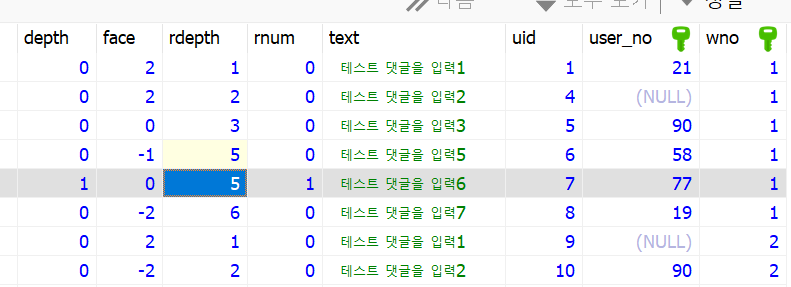 다음 모두 보기 정렬
depth face rdepth rnum text uid user_no wno
0 2 1 0 테스트 댓글을 입력1 1 21 1
0 2 2 0 테스트 댓글을 입력2 4 (NULL) 1
0 0 3 0 테스트 댓글을 입력3 5 90 1
0 -1 5 0 테스트 댓글을 입력5 6 58 1
1 0 5 1 테스트 댓글을 입력6 7 77 1
0 -2 6 0 테스트 댓글을 입력7 8 19 1
0 2 1 0 테스트 댓글을 입력1 9 (NULL) 2
0 -2 2 0 테스트 댓글을 입력2 10 90 2